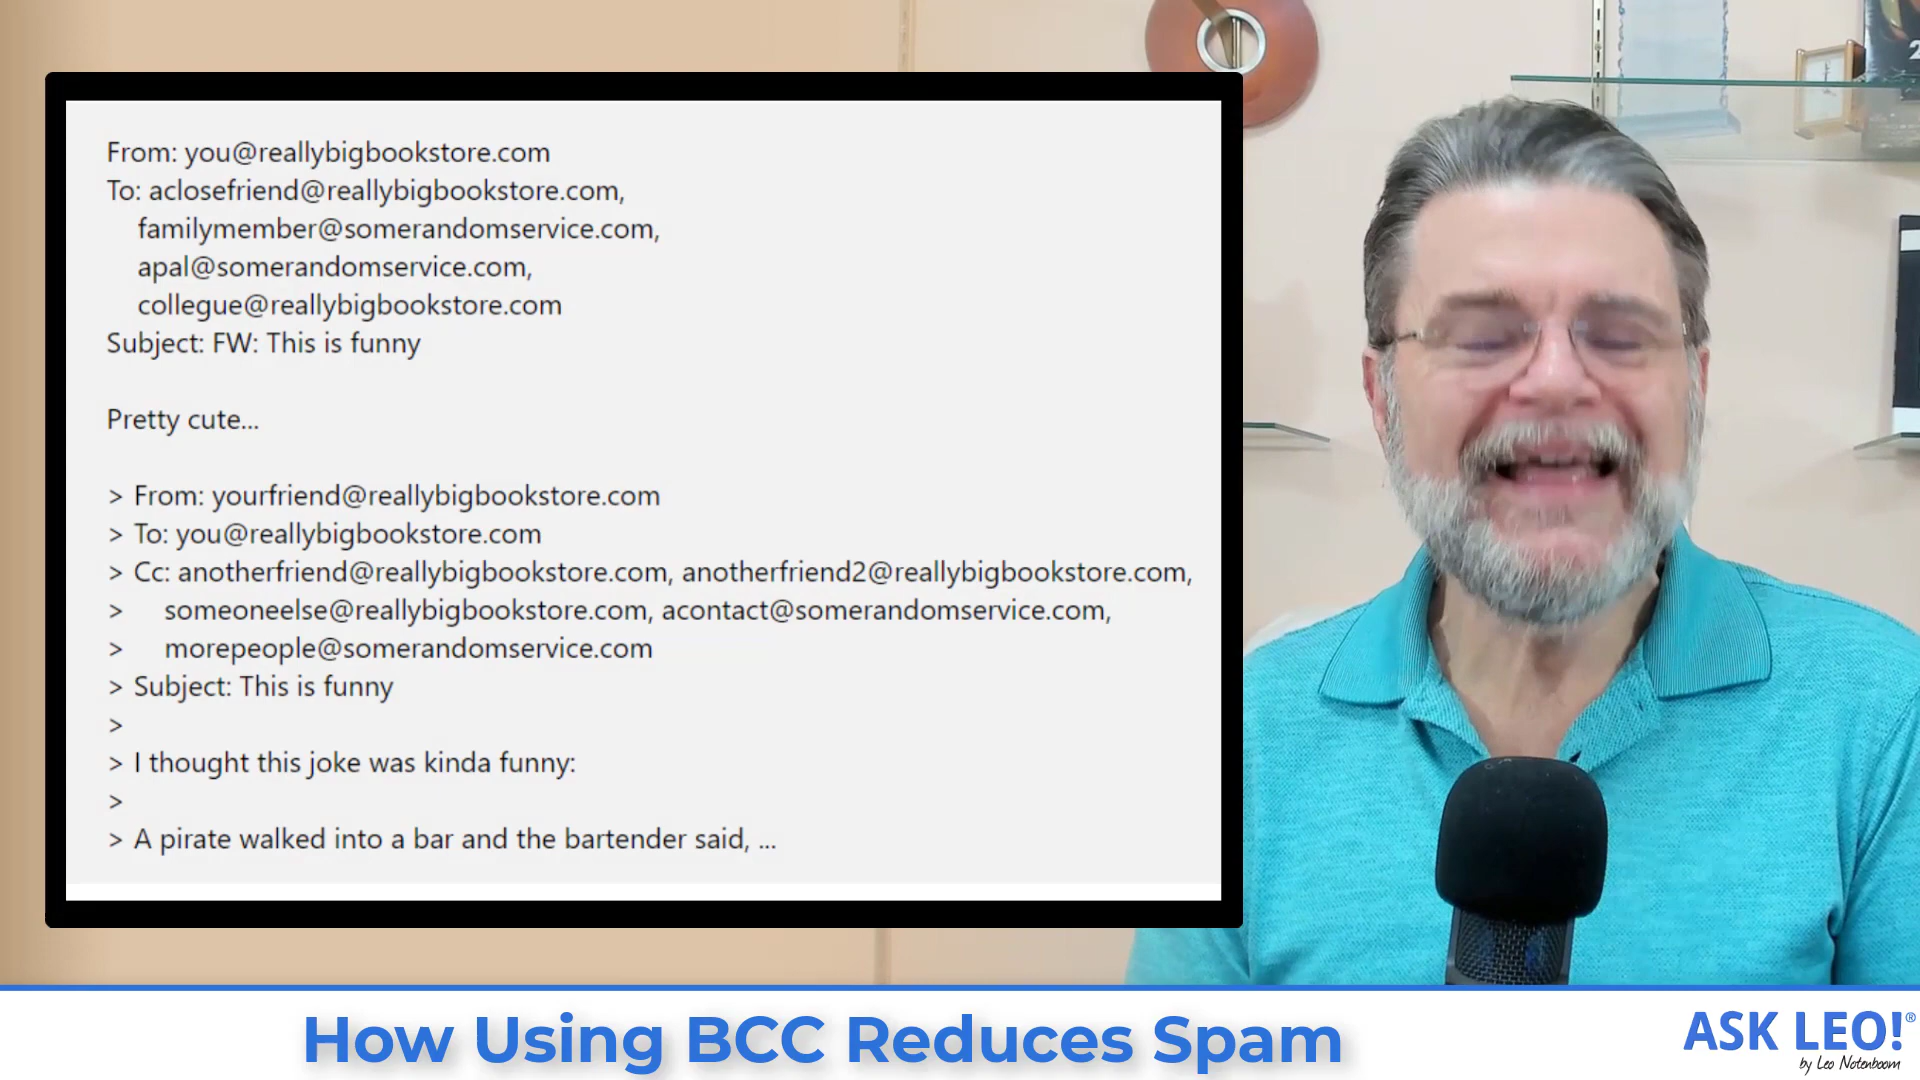 From: you@reallybigbookstore.com
To: aclosefriend@reallybigbookstore.com,
familymember@somerandomservice.com,
apal@somerandomservice.com,
collegue@reallybigbookstore.com
Subject: FW: This is funny
Pretty cute...
> From: yourfriend@reallybigbookstore.com
> To: you@reallybigbookstore.com
> Cc: anotherfriend@reallybigbookstore.com, anotherfriend2@reallybigbookstore.com,
> someoneelse@reallybigbookstore.com, acontact@somerandomservice.com,
> morepeople@somerandomservice.com
> Subject: This is funny
>
> I thought this joke was kinda funny:
>
> A pirate walked into a bar and the bartender said, ...
2
How Using BCC Reduces Spam
ASK LEO!®
by Leo Notenboom